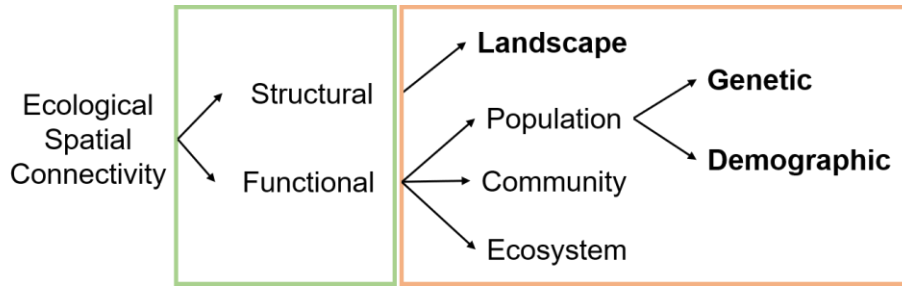 Ecological
Spatial
Connectivity
Structural
Functional
Landscape
Population
Community
Ecosystem
Genetic
Demographic